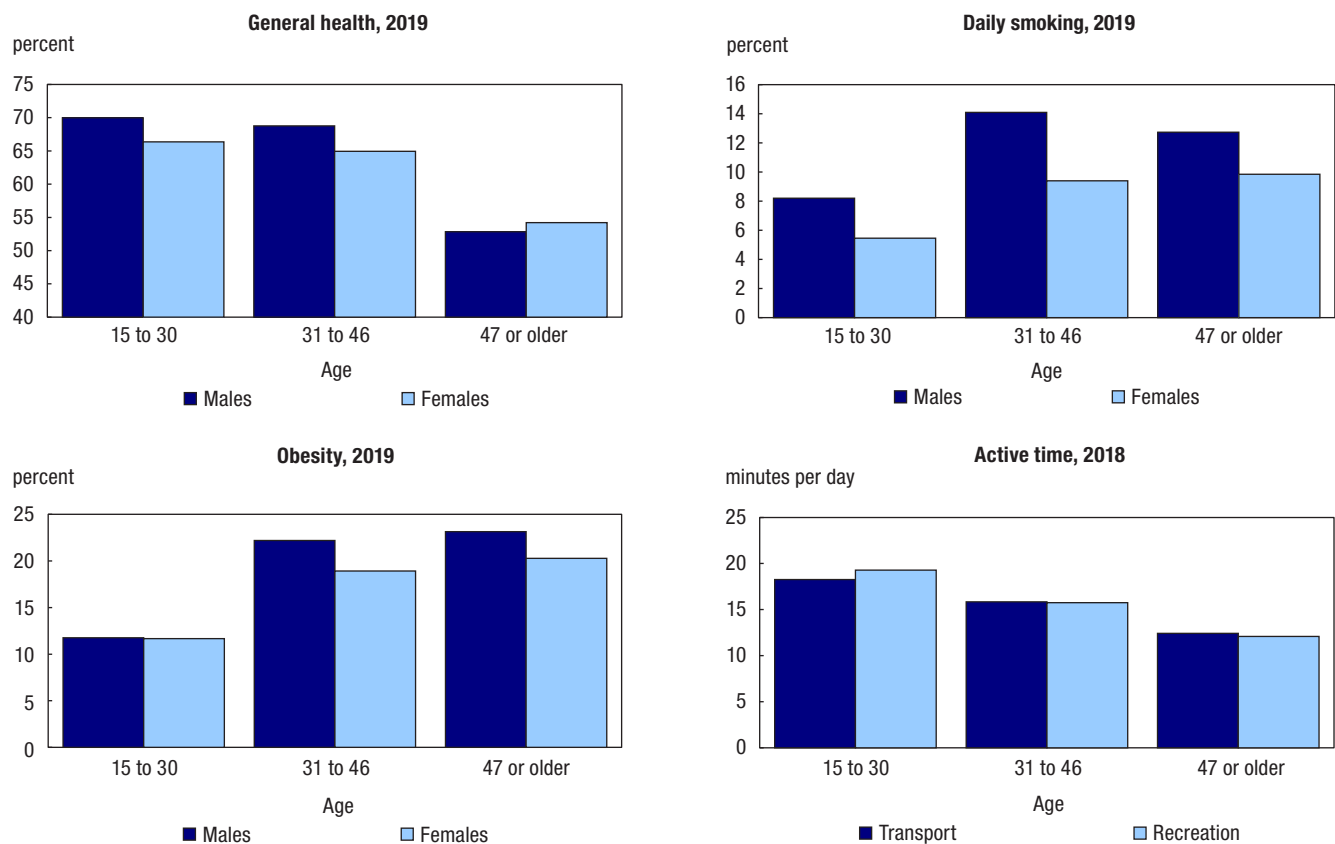 General health, 2019
percent
75
70
65
60
55
50
45
40
15 to 30 31 to 46 47 or older
Age
Males Females
Daily smoking, 2019
percent
16
14
12
10
8
6
4
2
0
15 to 30 31 to 46 47 or older
Age
Males Females
Obesity, 2019
percent
25
20
15
10
5
0
15 to 30 31 to 46 47 or older
Age
Males Females
Active time, 2018
minutes per day
25
20
15
10
5
0
15 to 30 31 to 46 47 or older
Age
Transport Recreation